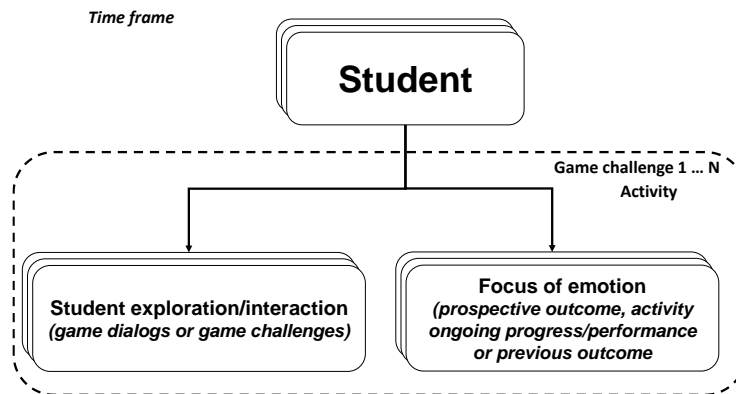 Time frame
Student
Game challenge 1 ... N
Activity
Student exploration/interaction
(game dialogs or game challenges)
Focus of emotion
(prospective outcome, activity
ongoing progress/performance
or previous outcome